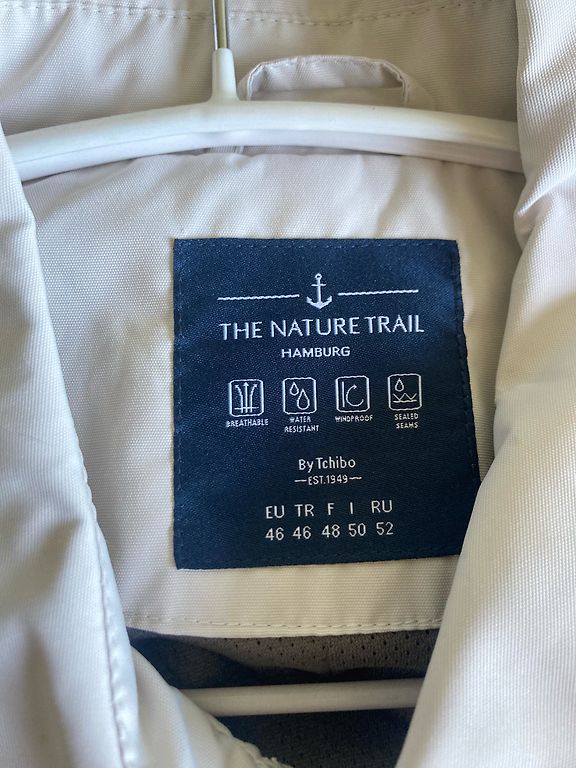 THE NATURE TRAIL
HAMBURG
BREATHABLE
WATER RESISTANT
WINDPROOF
SEALED SEAMS
By Tchibo
EST.1949
EU TR F I RU
46 46 48 50 52